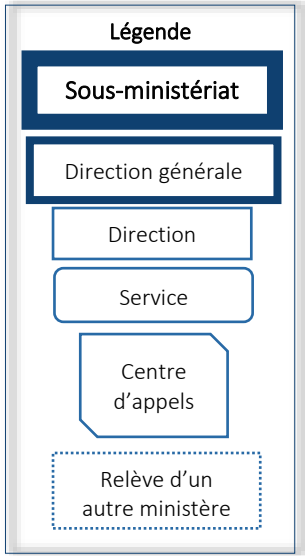 Légende
Sous-ministériat
Direction générale
Direction
Service
Centre
d'appels
Relève d'un
autre ministère